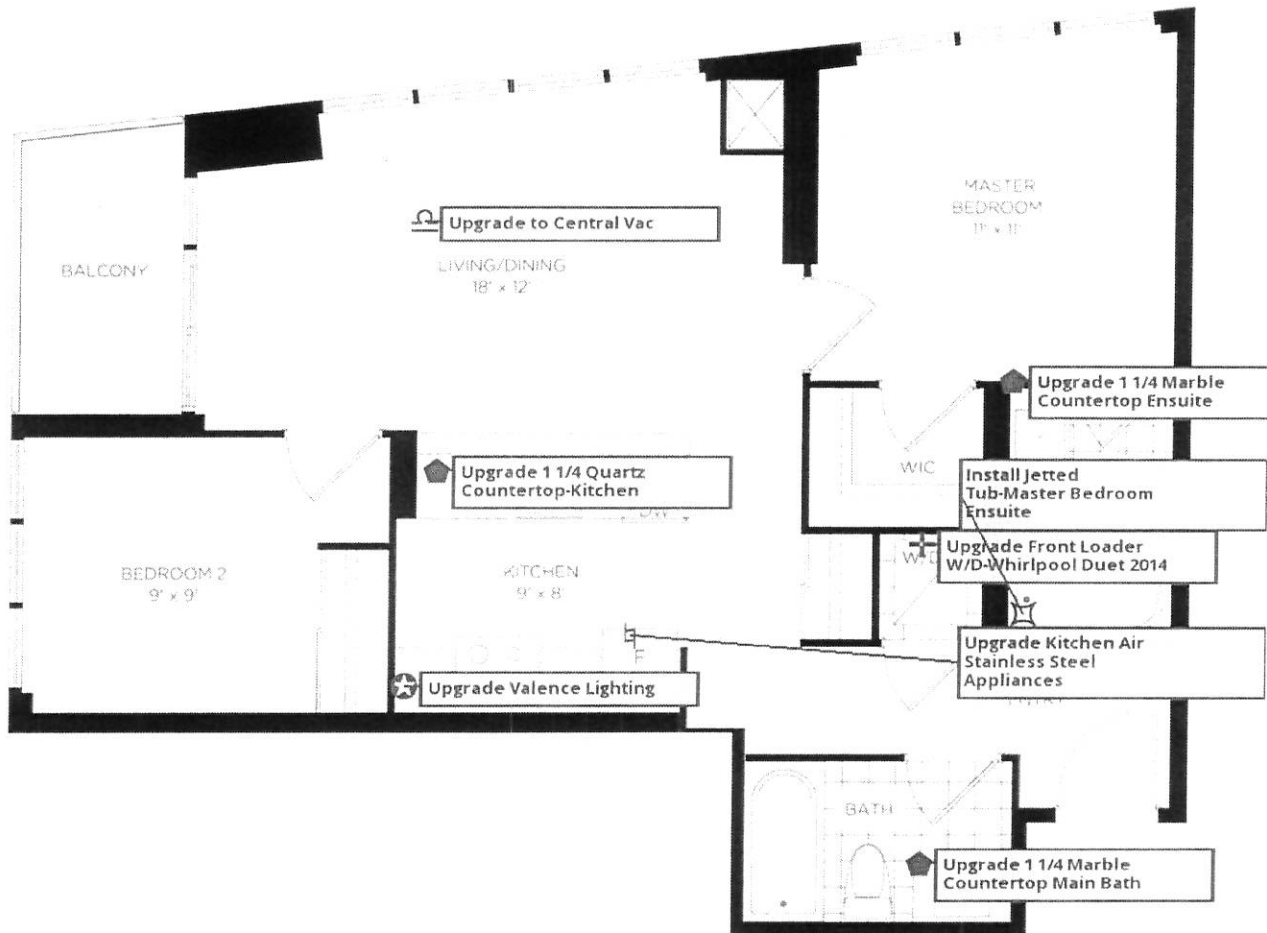 MASTER
BEDROOM
11' x 11'
Upgrade to Central Vac
BALCONY
LIVING/DINING
18' x 12'
Upgrade 1 1/4 Marble
Countertop Ensuite
Upgrade 1 1/4 Quartz
Countertop-Kitchen
WIC
Install Jetted
Tub-Master Bedroom
Ensuite
DW
W/D
Upgrade Front Loader
W/D-Whirlpool Duet 2014
BEDROOM 2
9' x 9'
KITCHEN
9' x 8'
F
Upgrade Kitchen Air
Stainless Steel
Appliances
Upgrade Valence Lighting
BATH
Upgrade 1 1/4 Marble
Countertop Main Bath